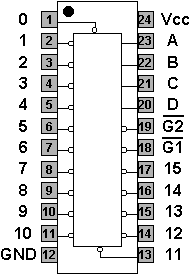 0 1 24 Vcc
1 2 23 A
2 3 22 B
3 4 21 C
4 5 20 D
5 6 19 G2
6 7 18 G1
7 8 17 15
8 9 16 14
9 10 15 13
10 11 14 12
GND 12 13 11